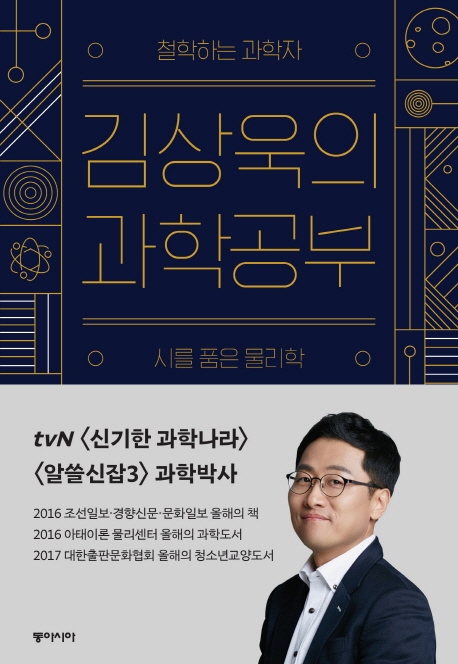 철학하는 과학자
김상욱의
과학공부
시를 품은 물리학
tvN 〈신기한 과학나라〉
〈알쓸신잡3〉 과학박사
2016 조선일보·경향신문·문화일보 올해의 책
2016 아태이론 물리센터 올해의 과학도서
2017 대한출판문화협회 올해의 청소년교양도서
동아시아